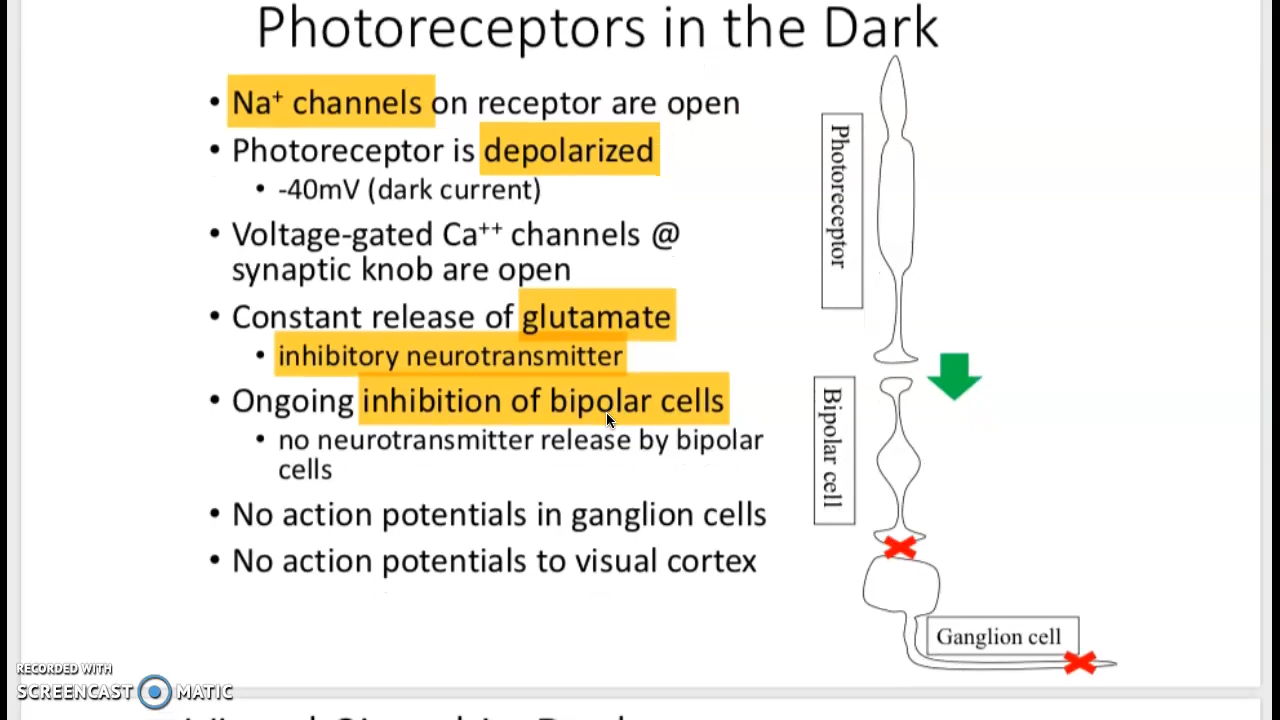 Photoreceptors in the Dark
• Na⁺ channels on receptor are open
• Photoreceptor is depolarized
• -40mV (dark current)
• Voltage-gated Ca⁺⁺ channels @
synaptic knob are open
• Constant release of glutamate
• inhibitory neurotransmitter
• Ongoing inhibition of bipolar cells
• no neurotransmitter release by bipolar
cells
• No action potentials in ganglion cells
• No action potentials to visual cortex
Photoreceptor
Bipolar cell
Ganglion cell
RECORDED WITH
SCREENCAST MATIC